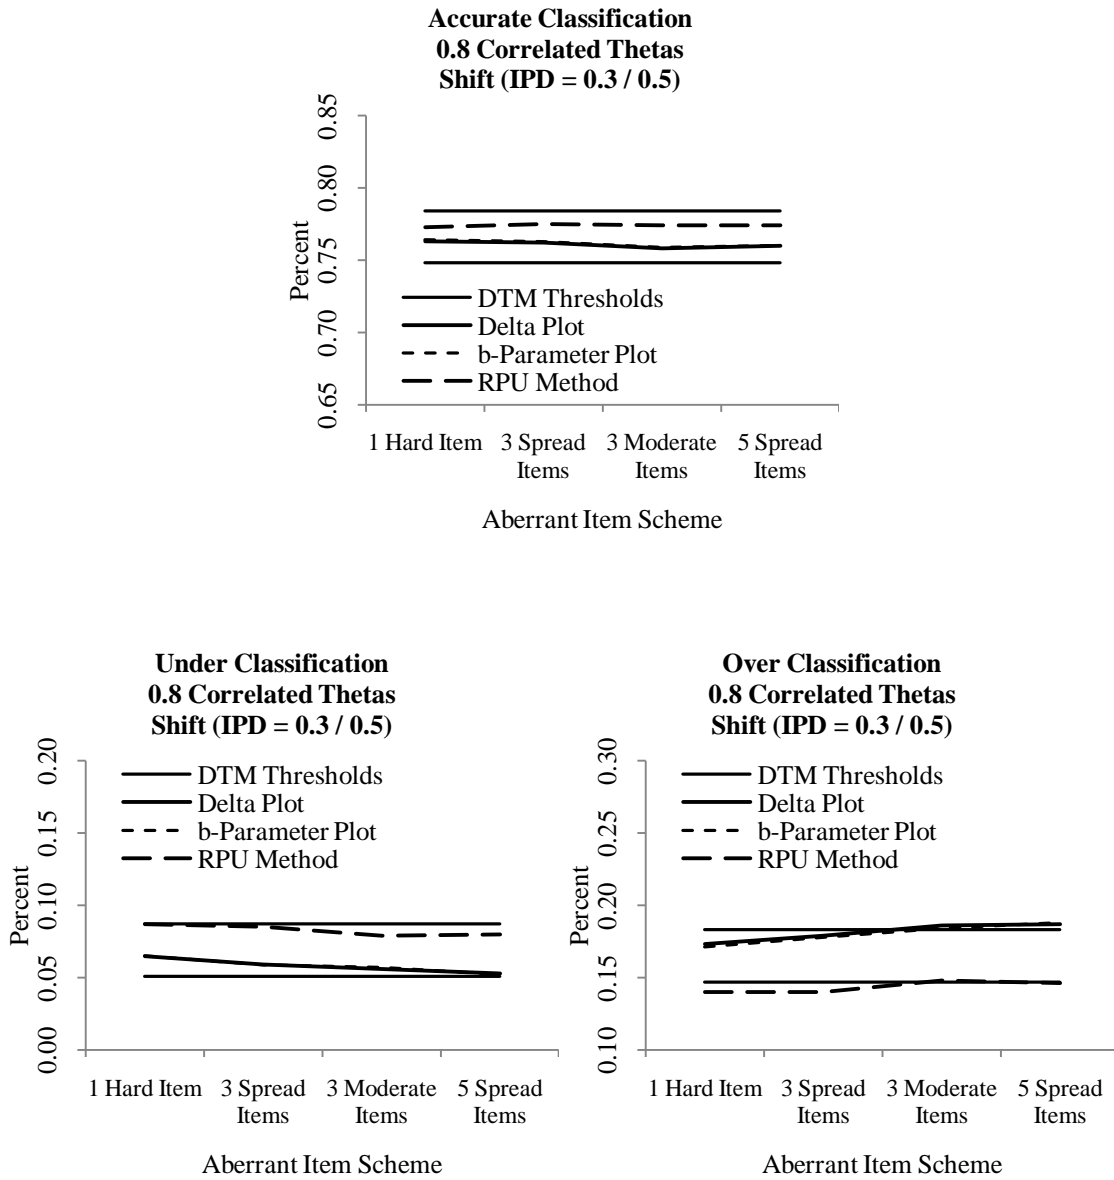 Accurate Classification
0.8 Correlated Thetas
Shift (IPD = 0.3 / 0.5)
Percent
0.85
0.80
0.75
0.70
0.65
DTM Thresholds
Delta Plot
b-Parameter Plot
RPU Method
1 Hard Item 3 Spread Items 3 Moderate Items 5 Spread Items
Aberrant Item Scheme
Under Classification
0.8 Correlated Thetas
Shift (IPD = 0.3 / 0.5)
Percent
0.20
0.15
0.10
0.05
0.00
DTM Thresholds
Delta Plot
b-Parameter Plot
RPU Method
1 Hard Item 3 Spread Items 3 Moderate Items 5 Spread Items
Aberrant Item Scheme
Over Classification
0.8 Correlated Thetas
Shift (IPD = 0.3 / 0.5)
Percent
0.30
0.25
0.20
0.15
0.10
DTM Thresholds
Delta Plot
b-Parameter Plot
RPU Method
1 Hard Item 3 Spread Items 3 Moderate Items 5 Spread Items
Aberrant Item Scheme